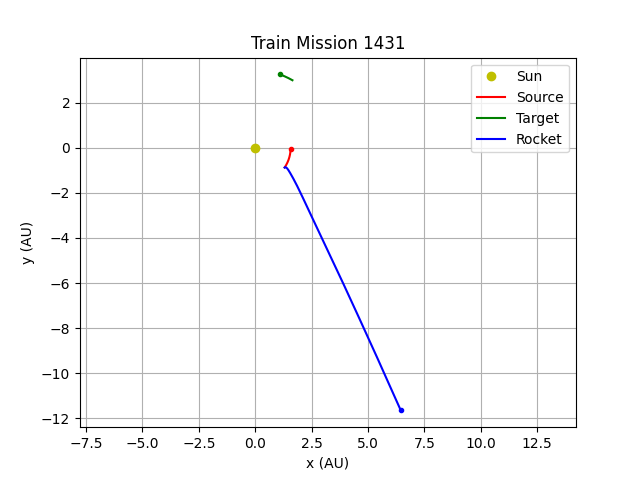 Train Mission 1431
Sun
Source
Target
Rocket
2
0
−2
−4
−6
−8
−10
−12
y (AU)
−7.5 −5.0 −2.5 0.0 2.5 5.0 7.5 10.0 12.5
x (AU)